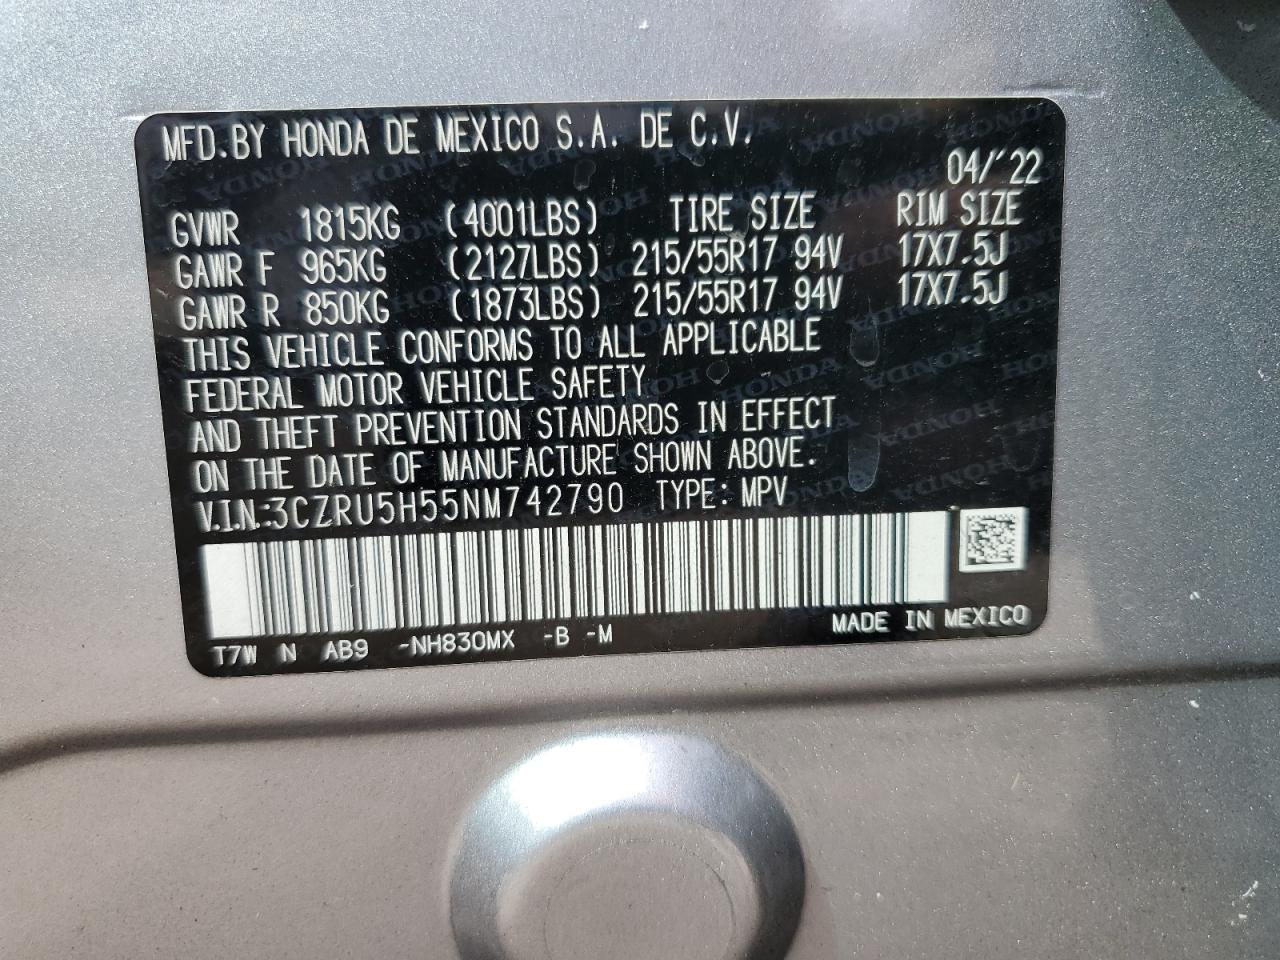 MFD.BY HONDA DE MEXICO S.A. DE C.V.
04/'22
GVWR 1815KG (4001LBS) TIRE SIZE RIM SIZE
GAWR F 965KG (2127LBS) 215/55R17 94V 17X7.5J
GAWR R 850KG (1873LBS) 215/55R17 94V 17X7.5J
THIS VEHICLE CONFORMS TO ALL APPLICABLE
FEDERAL MOTOR VEHICLE SAFETY
AND THEFT PREVENTION STANDARDS IN EFFECT
ON THE DATE OF MANUFACTURE SHOWN ABOVE.
V.I.N.:3CZRU5H55NM742790 TYPE: MPV
MADE IN MEXICO
T7W N AB9 -NH830MX -B -M